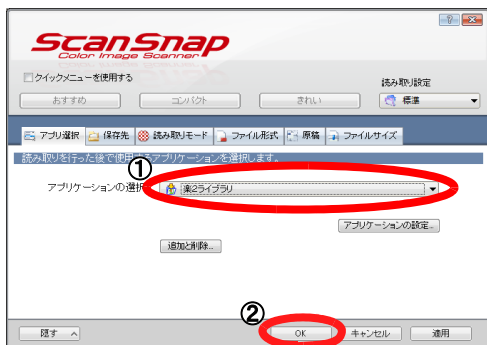 ScanSnap
Color Image Scanner
クイックメニューを使用する
読み取り設定
おすすめ
コンパクト
きれい
標準
アプリ選択
保存先
読み取りモード
ファイル形式
原稿
ファイルサイズ
読み取りを行った後で使用するアプリケーションを選択します。
①
アプリケーションの選択
楽2ライブラリ
アプリケーションの設定...
追加と削除...
②
隠す
OK
キャンセル
適用